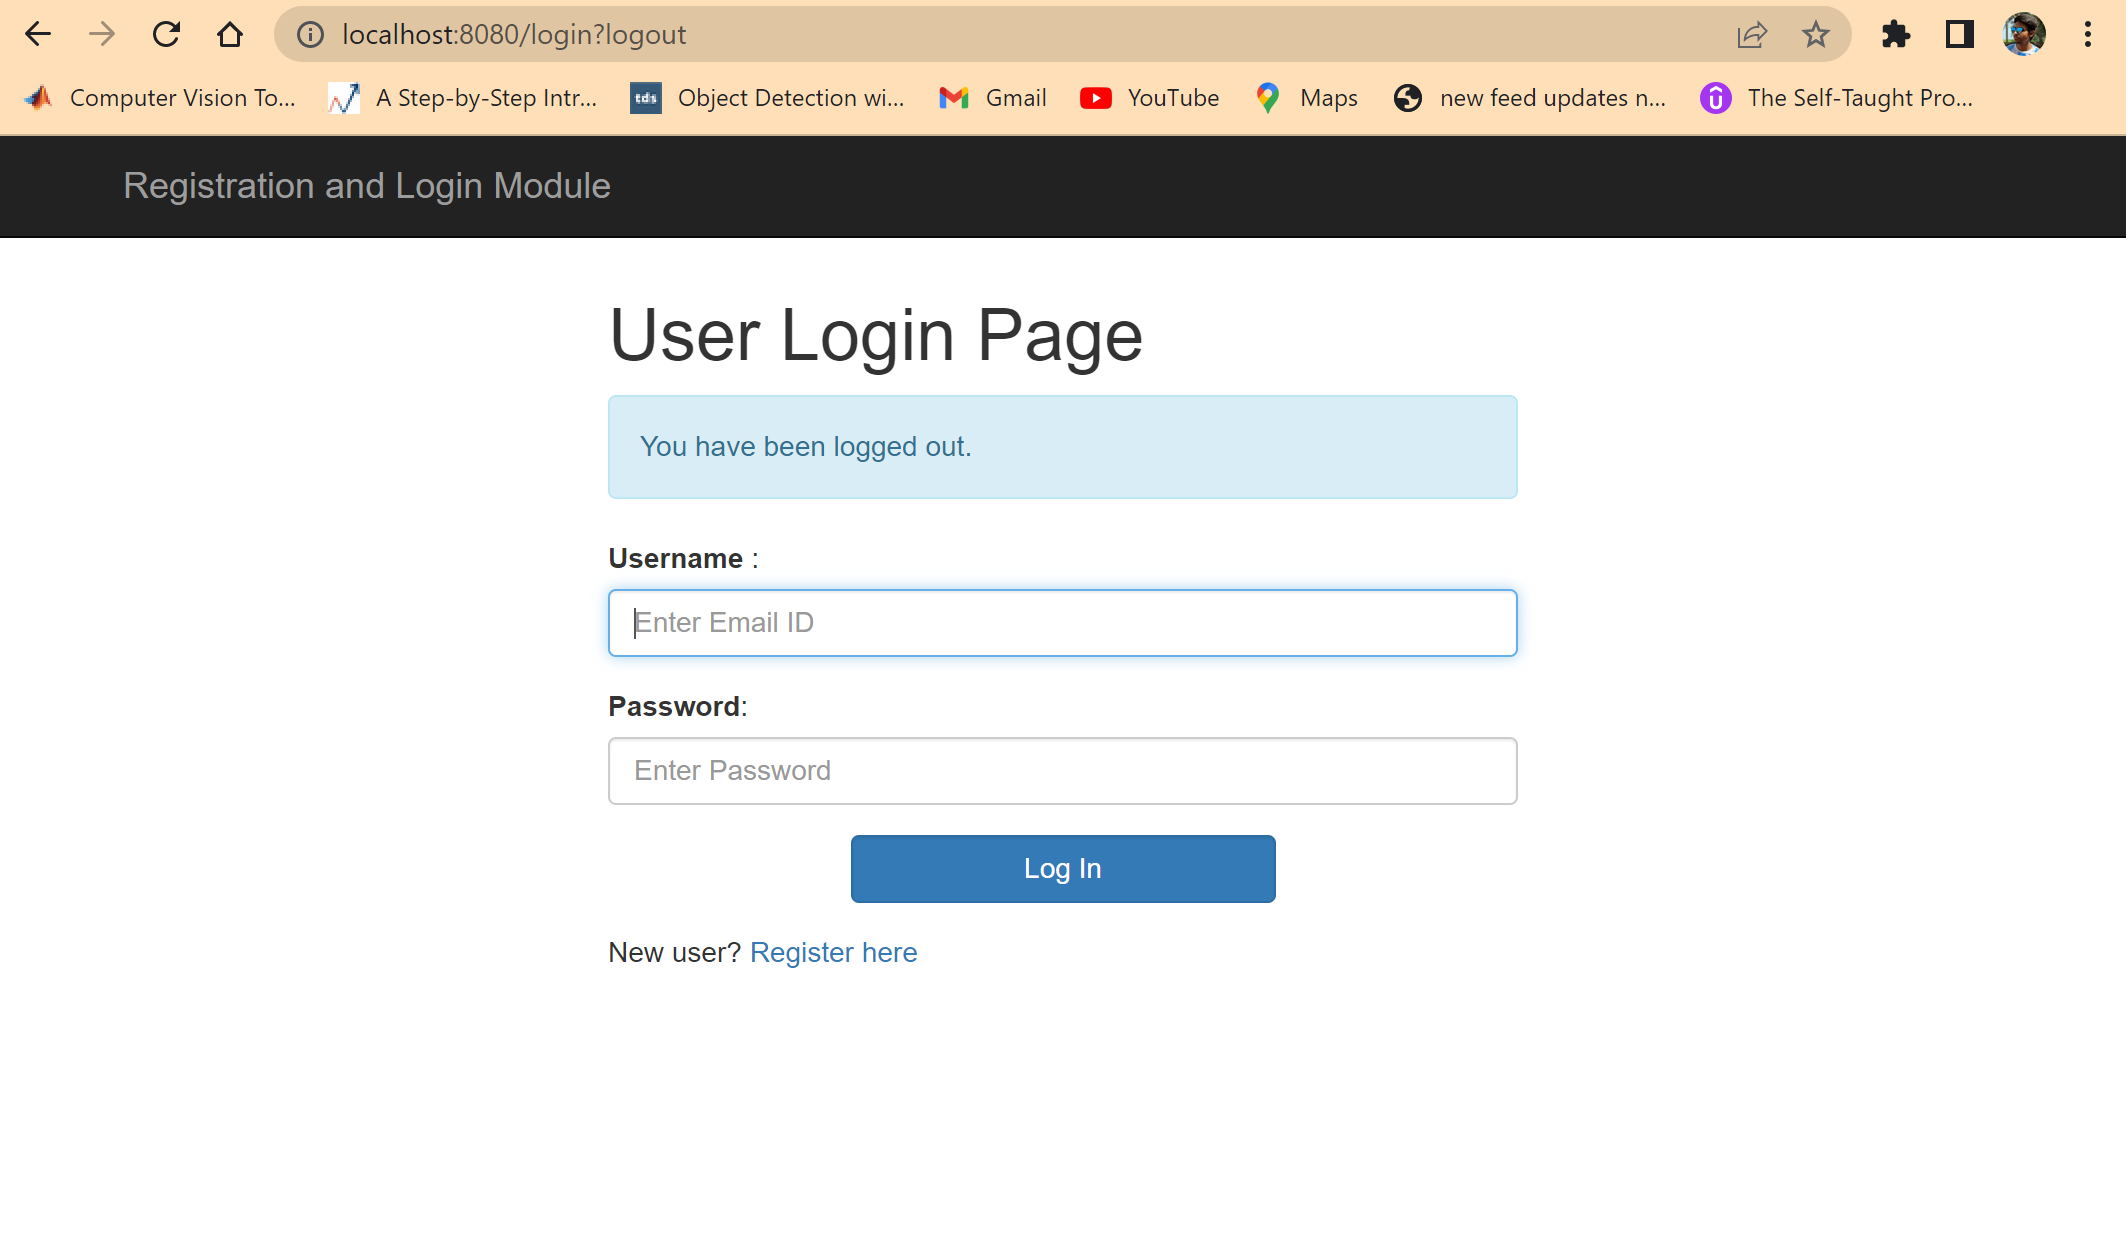 localhost:8080/login?logout
Computer Vision To... A Step-by-Step Intr... tds Object Detection wi... Gmail YouTube Maps new feed updates n... The Self-Taught Pro...
Registration and Login Module
User Login Page
You have been logged out.
Username :
Enter Email ID
Password:
Enter Password
Log In
New user? Register here